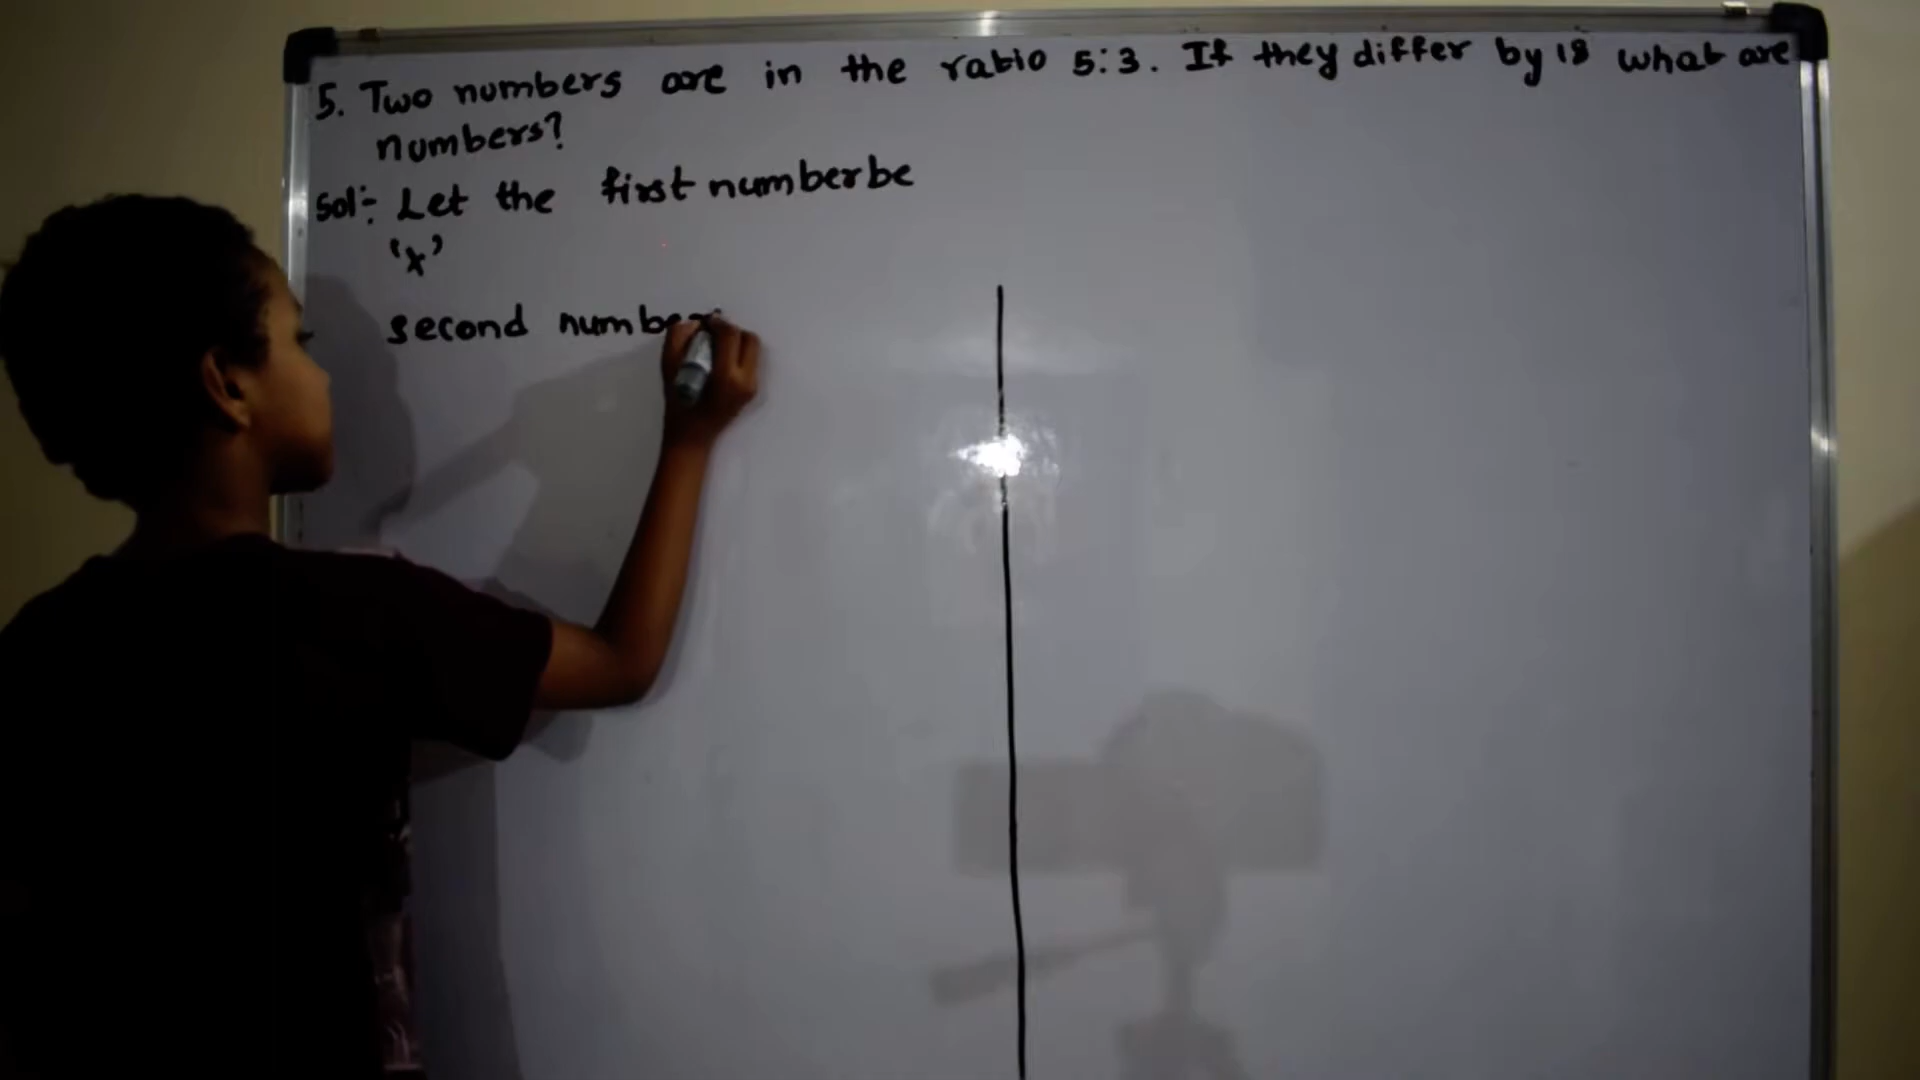 5. Two numbers are in the ratio 5:3. If they differ by 18 what are
numbers?
Sol:- Let the first number be
'x'
second number